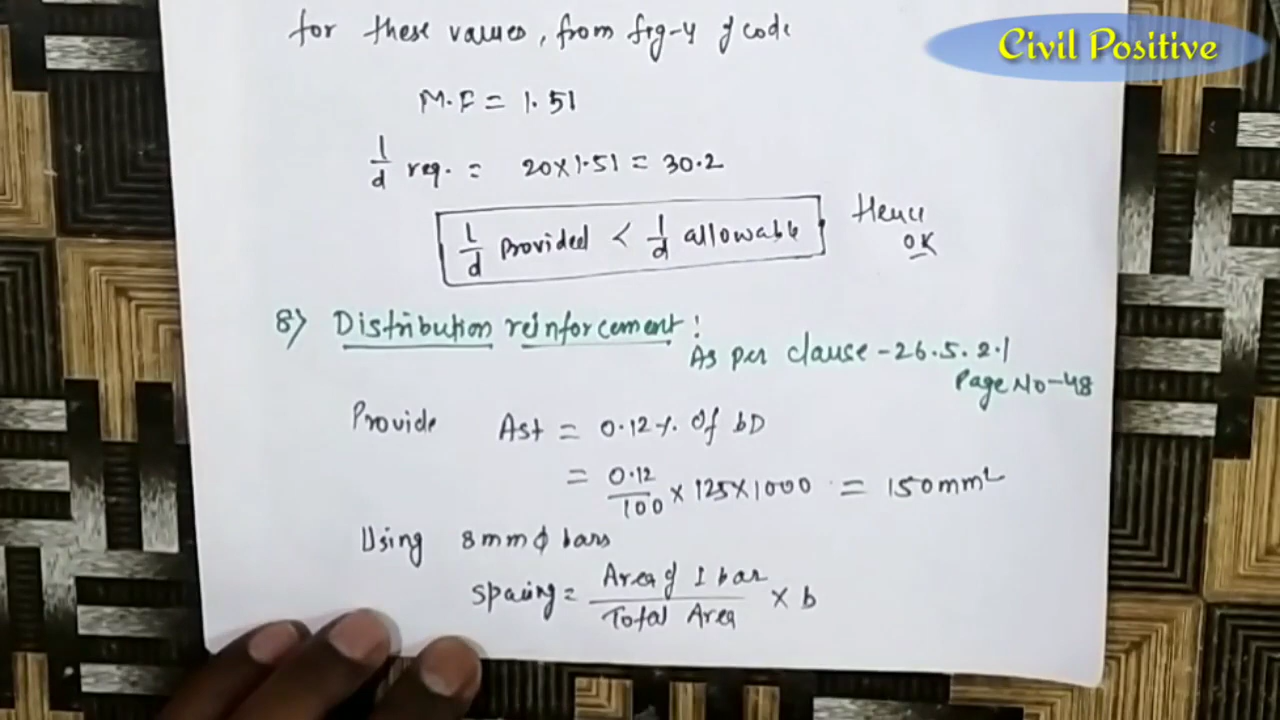 Civil Positive
for these values, from fig-4 of code
M.F = 1.51
l/d req. = 20×1.51 = 30.2
l/d provided < l/d allowable Hence OK
8) Distribution reinforcement:
As per clause - 26.5.2.1
Page No-48
Provide Ast = 0.12%. Of bD
= 0.12/100 × 125×1000 = 150mm²
Using 8mm ϕ bars
Spacing = Area of 1 bar/Total Area × b